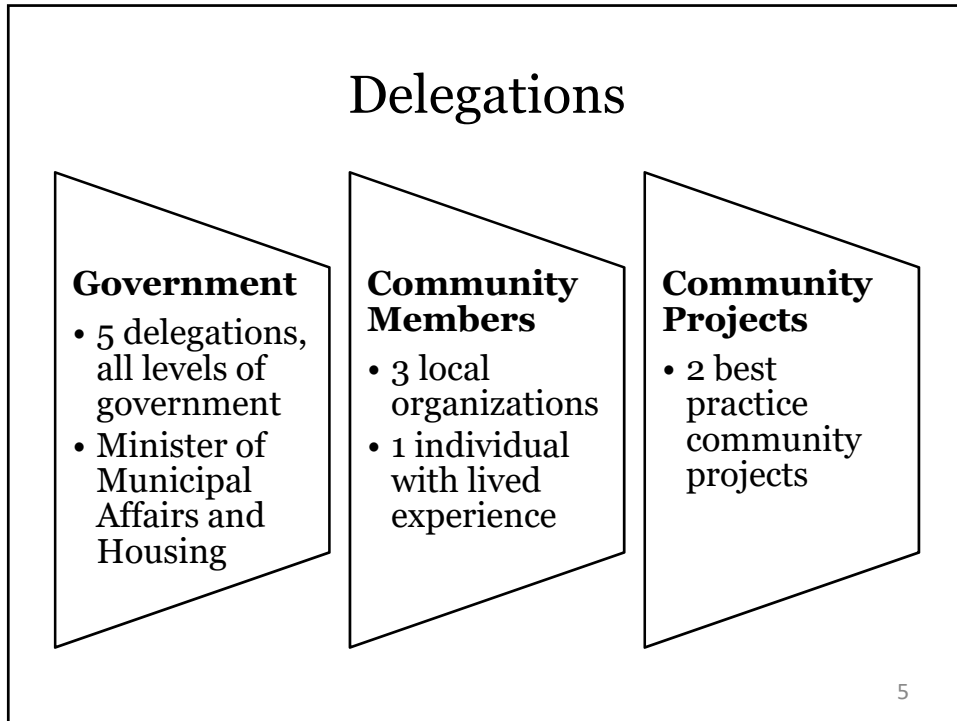 Delegations
Government
• 5 delegations,
all levels of
government
• Minister of
Municipal
Affairs and
Housing
Community
Members
• 3 local
organizations
• 1 individual
with lived
experience
Community
Projects
• 2 best
practice
community
projects
5